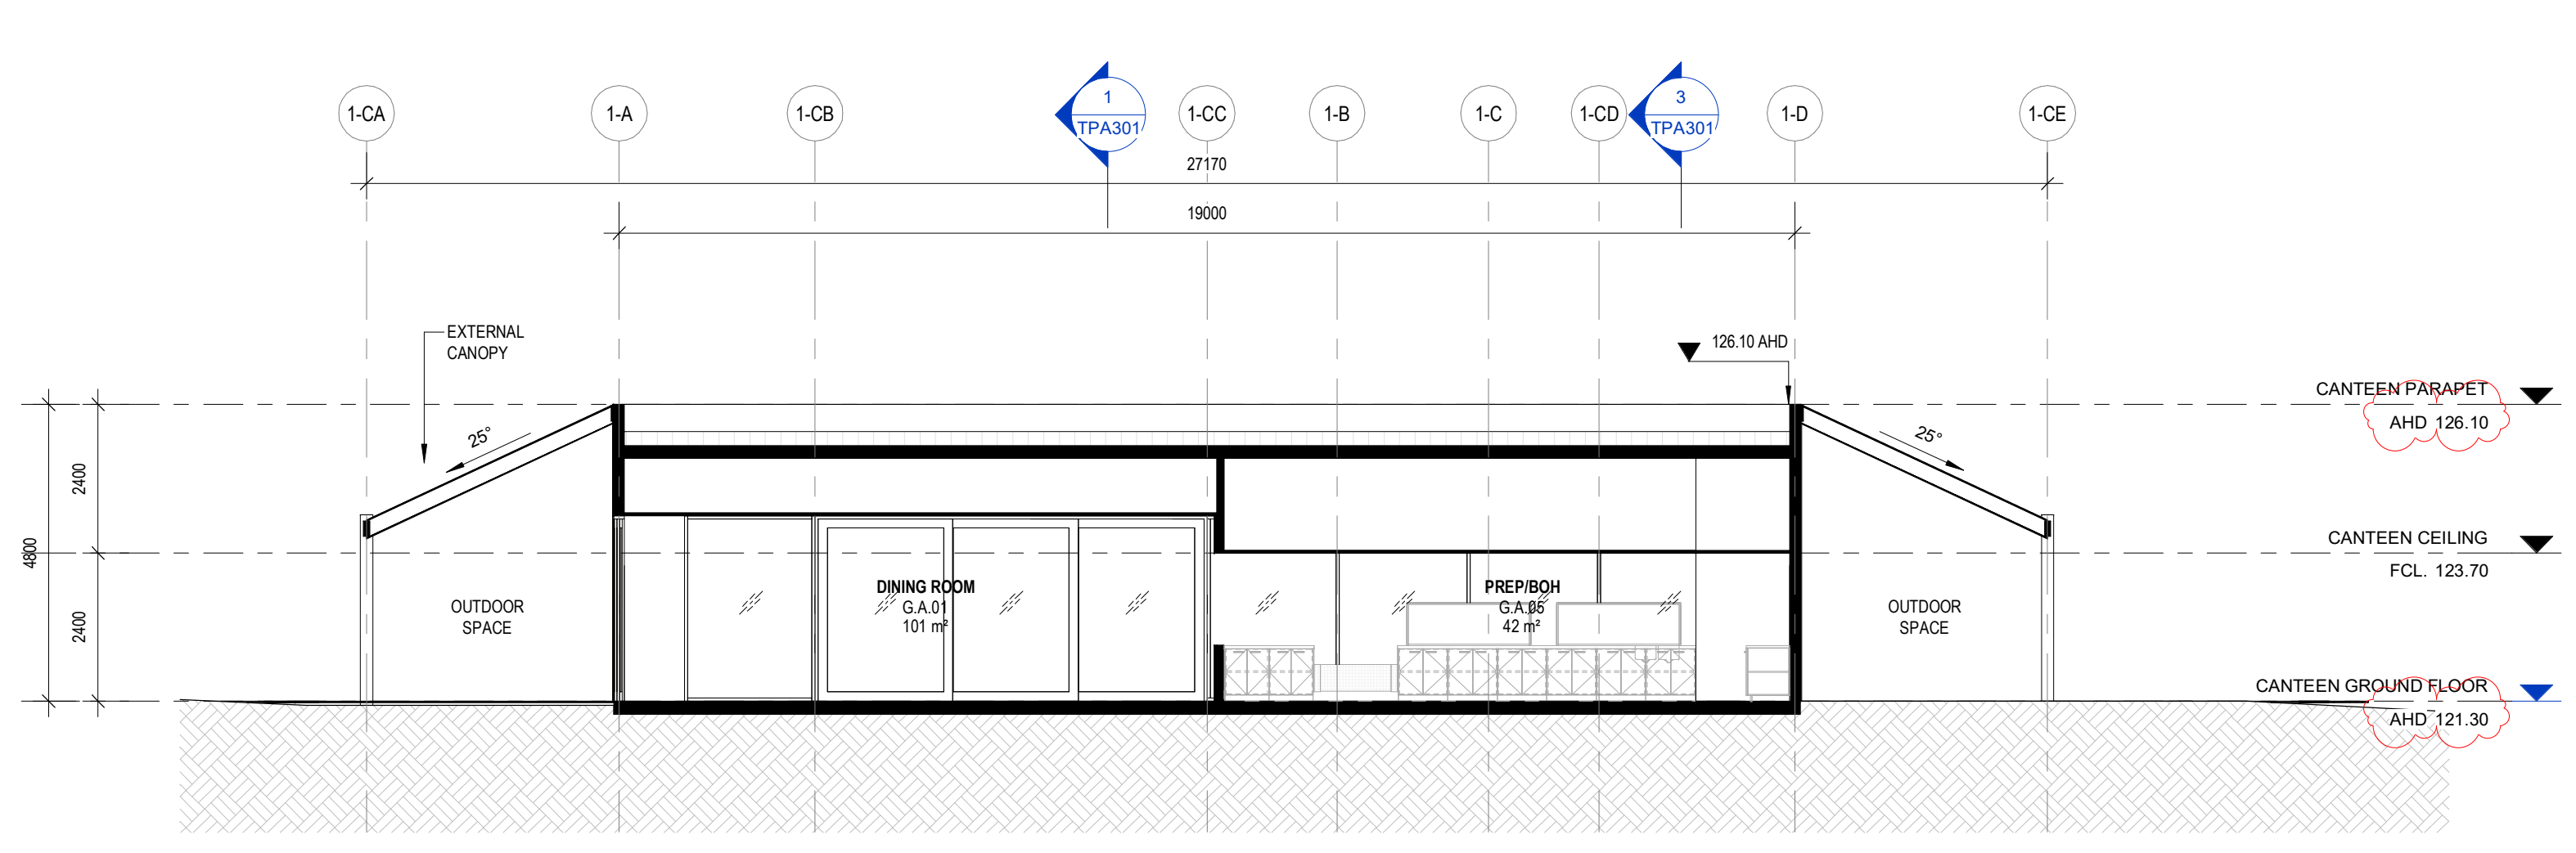 1-CA
1-A
1-CB
1
TPA301
1-CC
1-B
1-C
1-CD
3
TPA301
1-D
1-CE
27170
19000
EXTERNAL
CANOPY
126.10 AHD
CANTEEN PARAPET
AHD 126.10
25°
25°
2400
4800
2400
CANTEEN CEILING
FCL. 123.70
OUTDOOR
SPACE
DINING ROOM
G.A.01
101 m²
PREP/BOH
G.A.05
42 m²
OUTDOOR
SPACE
CANTEEN GROUND FLOOR
AHD 121.30